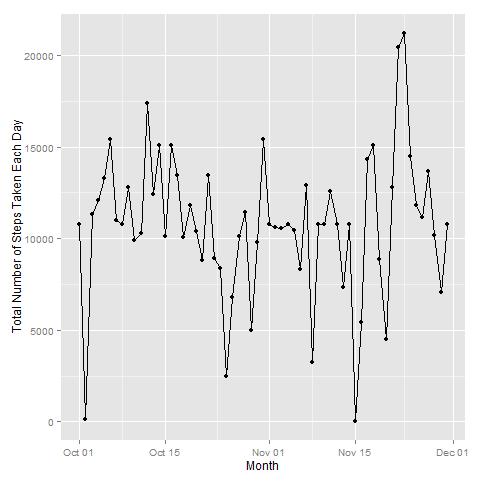 Total Number of Steps Taken Each Day
20000
15000
10000
5000
0
Oct 01 Oct 15 Nov 01 Nov 15 Dec 01
Month